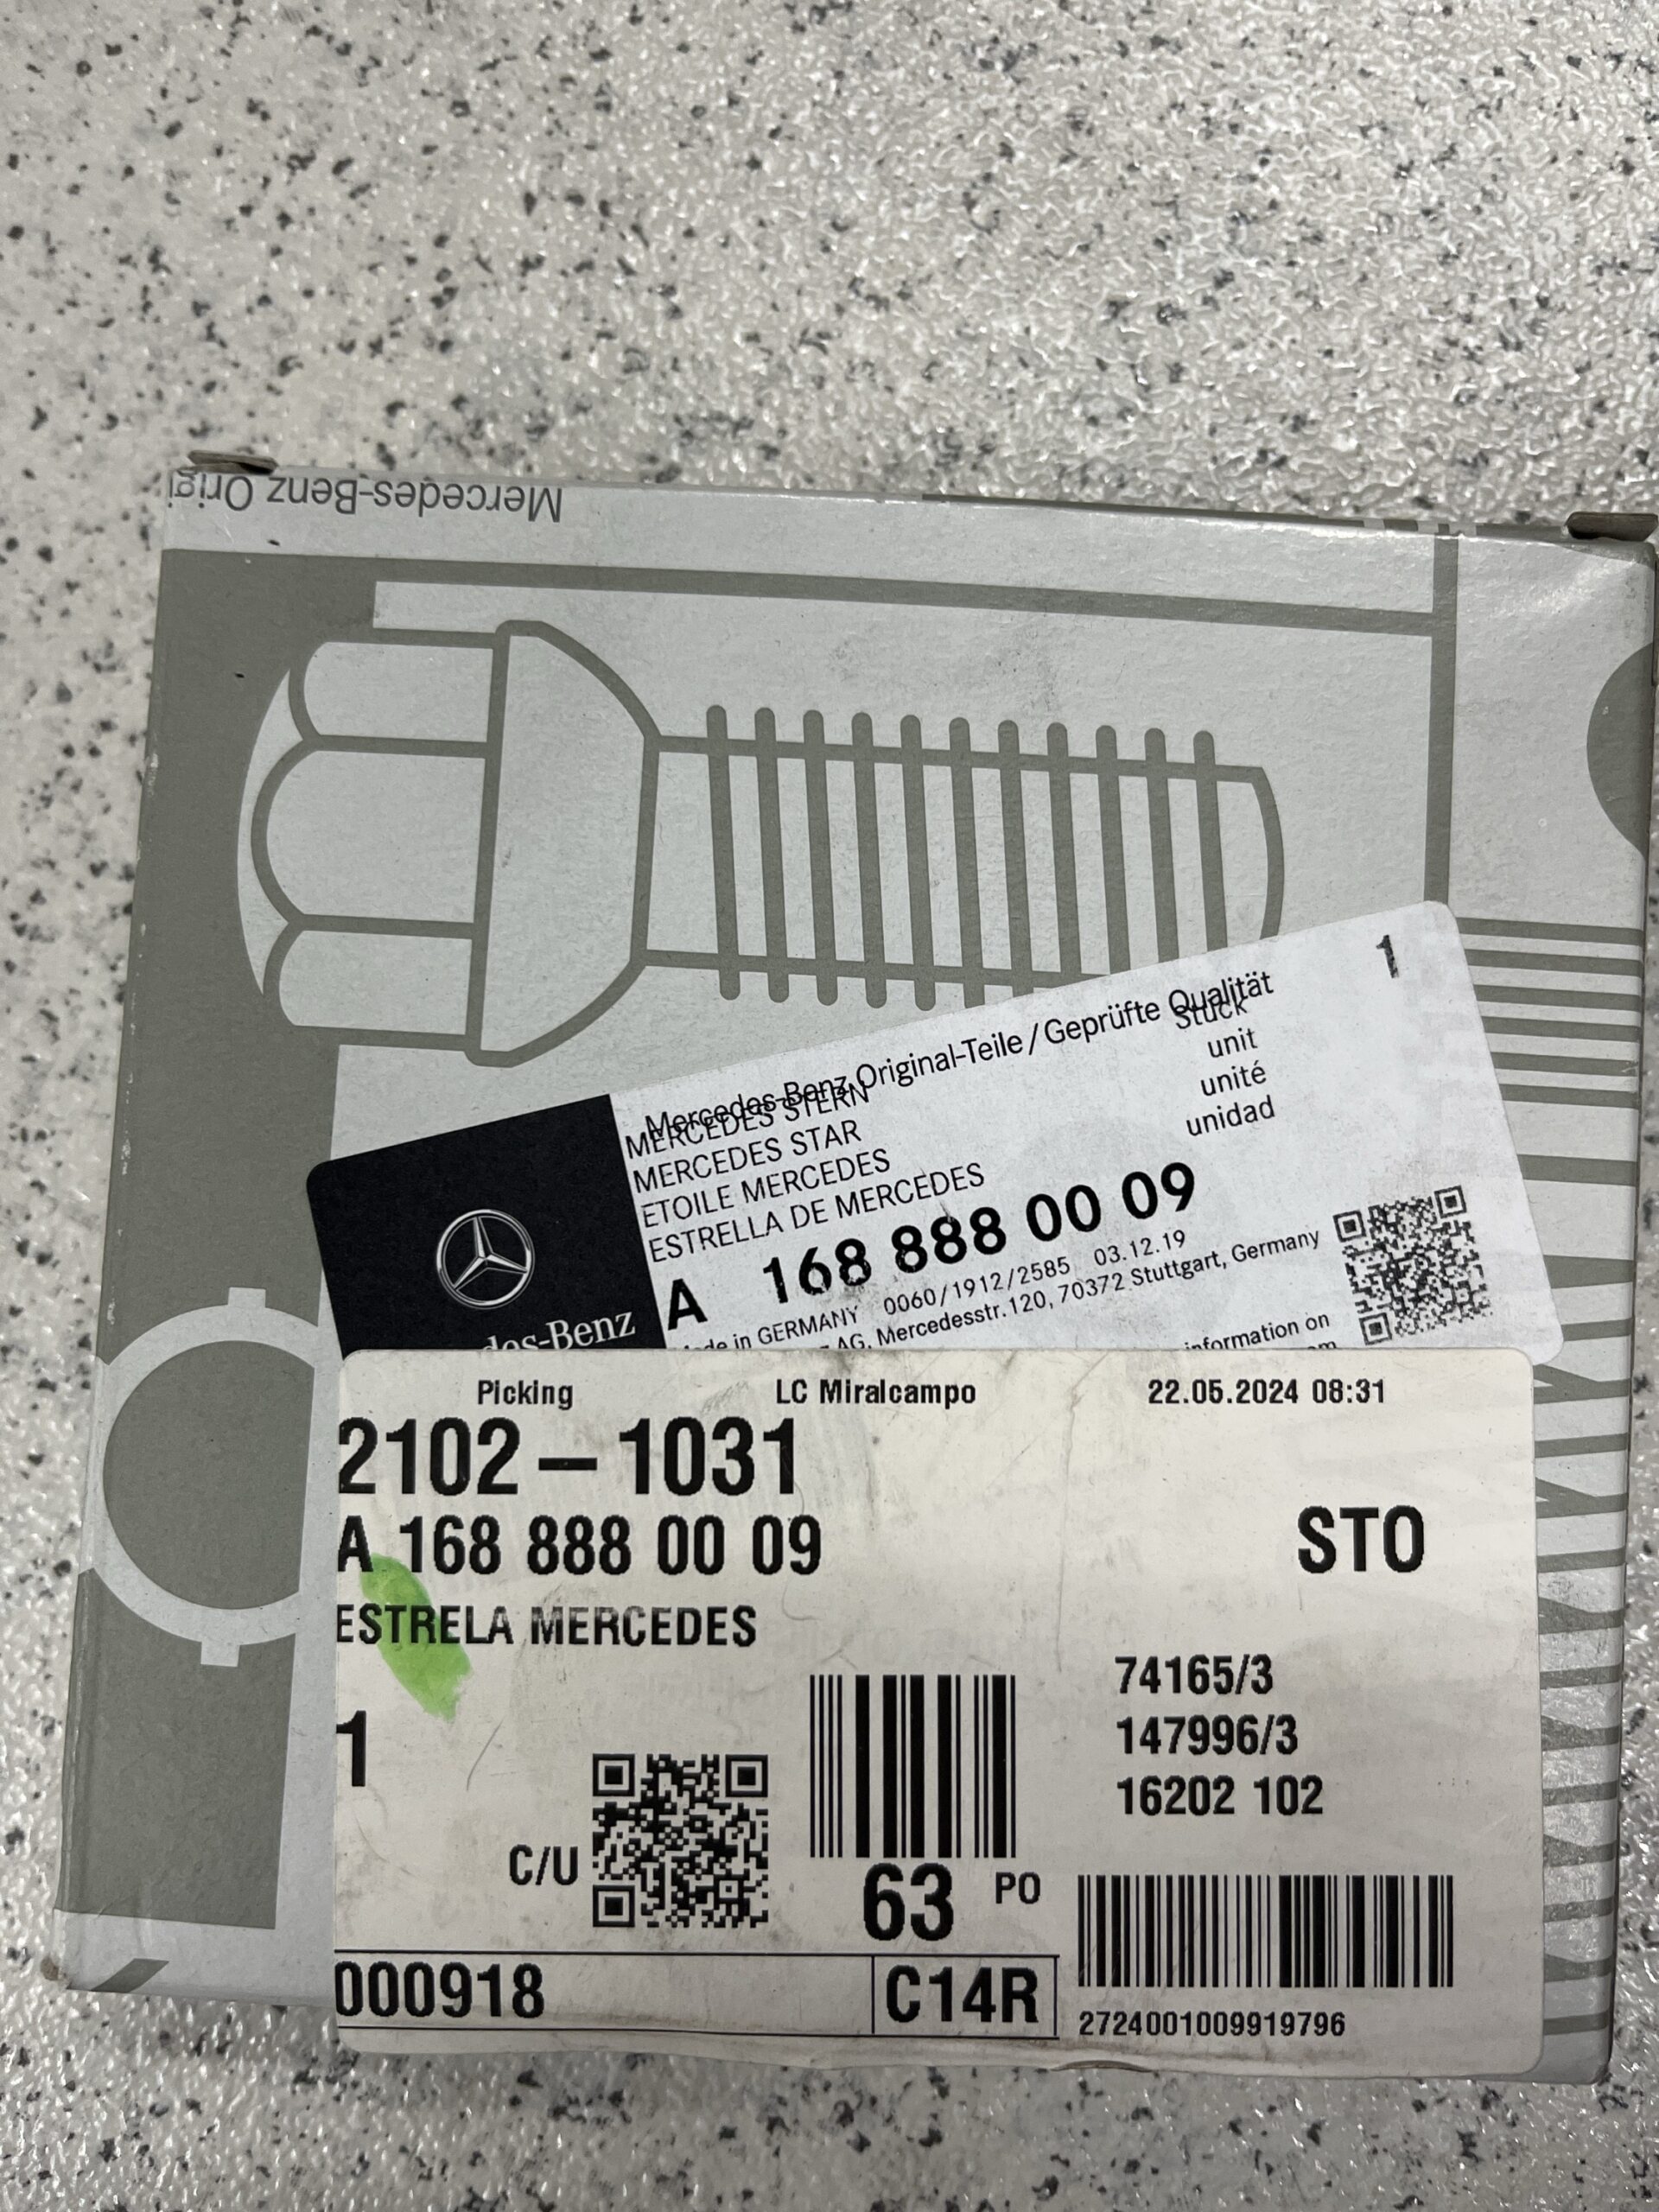 Mercedes-Benz Origi
Mercedes-Benz Original-Teile / Geprüfte Qualität
1
MERCEDES STERN
MERCEDES STAR
ETOILE MERCEDES
ESTRELLA DE MERCEDES
Stück
unit
unité
unidad
A 168 888 00 09
in GERMANY 0060/1912/2585 03.12.19
AG, Mercedesstr.120, 70372 Stuttgart, Germany
information on
des-Benz
Picking LC Miralcampo 22.05.2024 08:31
2102 – 1031
A 168 888 00 09
STO
ESTRELA MERCEDES
74165/3
147996/3
16202 102
1
C/U
63 PO
000918
C14R
2724001009919796